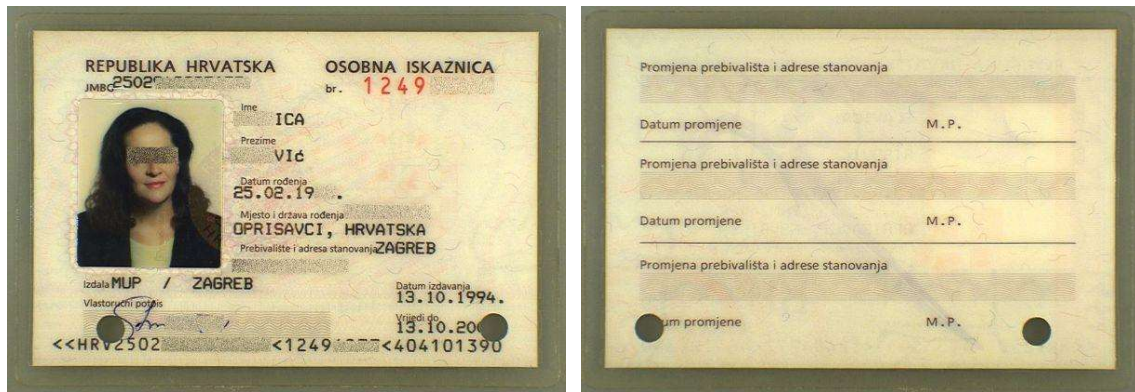 REPUBLIKA HRVATSKA
OSOBNA ISKAZNICA
JMBG 2502
br. 1249
Ime
ICA
Prezime
VIĆ
Datum rođenja
25.02.19 .
Mjesto i država rođenja
OPRISAVCI, HRVATSKA
Prebivalište i adresa stanovanja ZAGREB
Izdala MUP / ZAGREB
Datum izdavanja
13.10.1994.
Vlastoručni potpis
Vrijedi do
13.10.20
<<HRV2502 <1249 <404101390
Promjena prebivališta i adrese stanovanja
Datum promjene M.P.
Promjena prebivališta i adrese stanovanja
Datum promjene M.P.
Promjena prebivališta i adrese stanovanja
um promjene M.P.